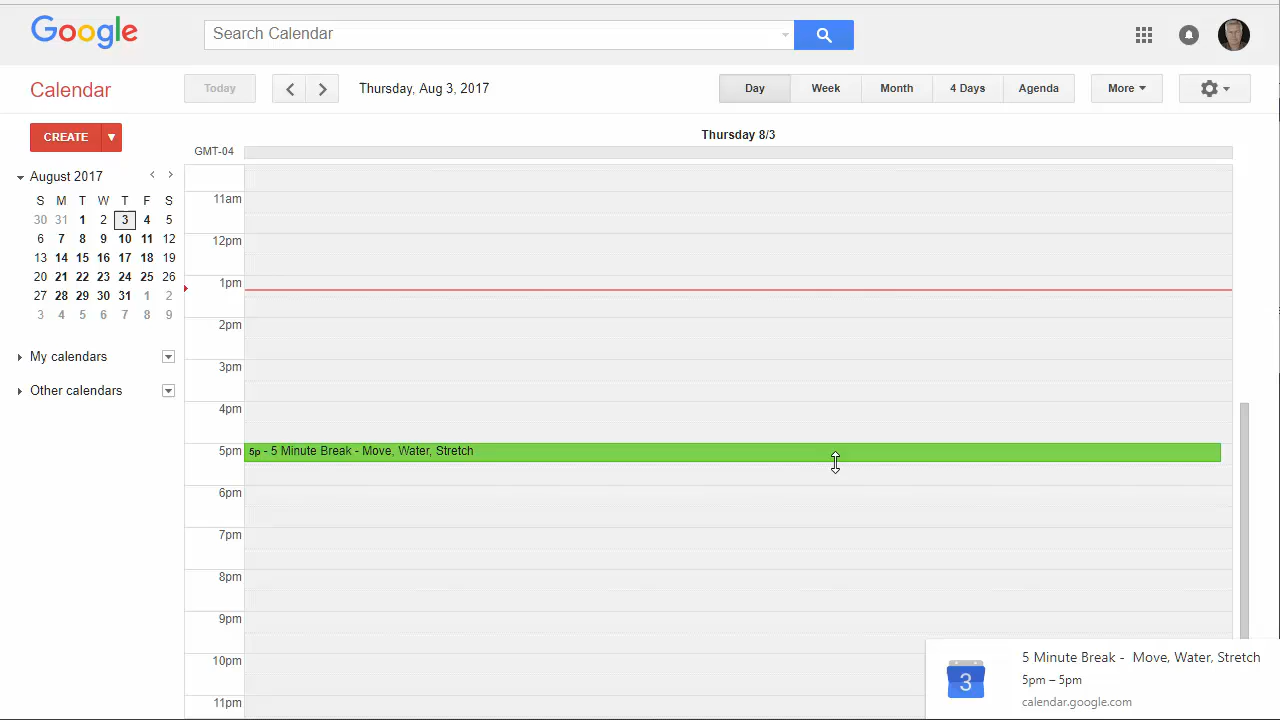 Google
Search Calendar
Calendar
Today
Thursday, Aug 3, 2017
Day Week Month 4 Days Agenda
More
CREATE
Thursday 8/3
GMT-04
August 2017
S M T W T F S
30 31 1 2 3 4 5
6 7 8 9 10 11 12
13 14 15 16 17 18 19
20 21 22 23 24 25 26
27 28 29 30 31 1 2
3 4 5 6 7 8 9
My calendars
Other calendars
11am
12pm
1pm
2pm
3pm
4pm
5pm
5p - 5 Minute Break - Move, Water, Stretch
6pm
7pm
8pm
9pm
10pm
11pm
3
5 Minute Break - Move, Water, Stretch
5pm – 5pm
calendar.google.com